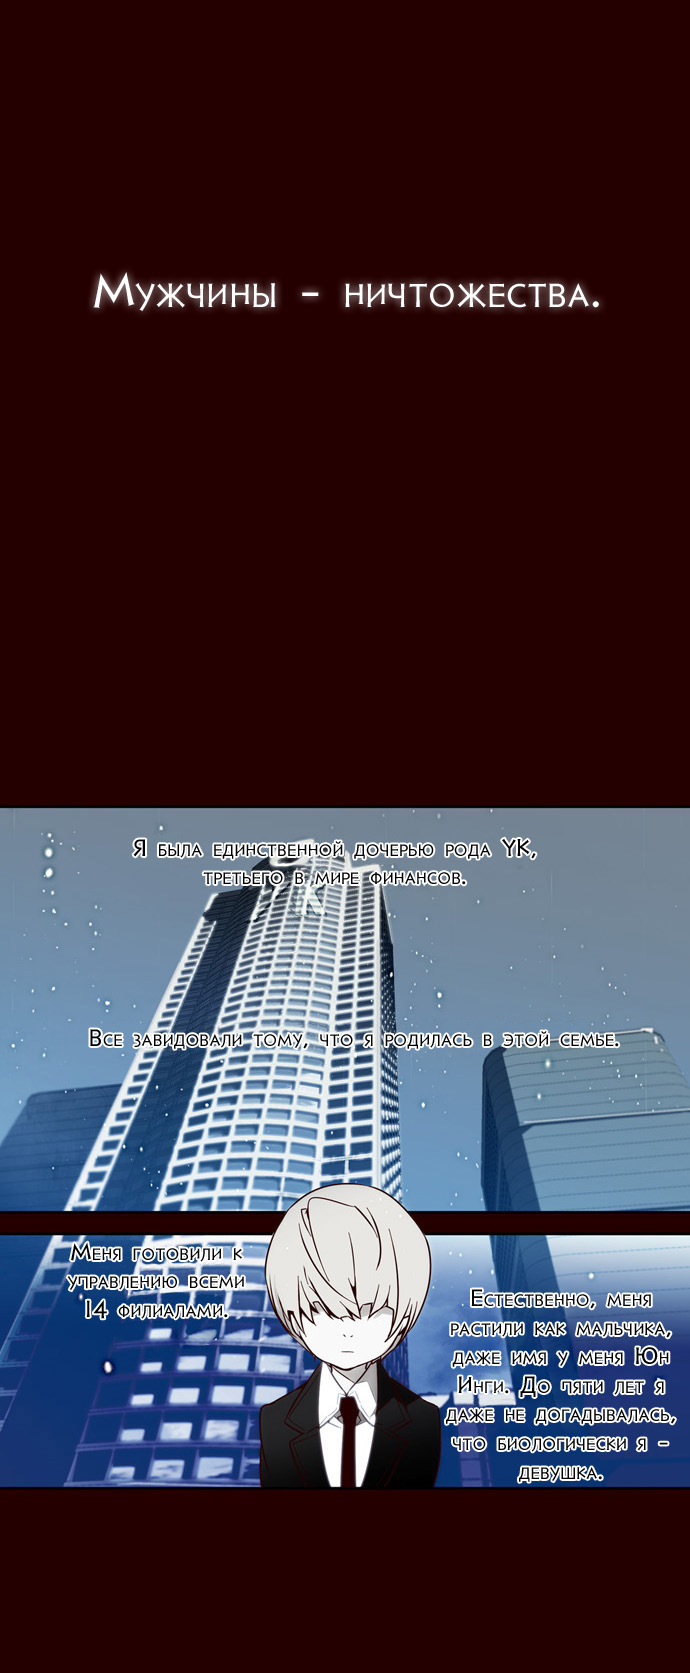 Мужчины - ничтожества.
Я была единственной дочерью рода YK,
третьего в мире финансов.
YK
Все завидовали тому, что я родилась в этой семье.
Меня готовили к
управлению всеми
14 филиалами.
Естественно, меня
растили как мальчика,
даже имя у меня Юн
Инги. До пяти лет я
даже не догадывалась,
что биологически я -
девушка.